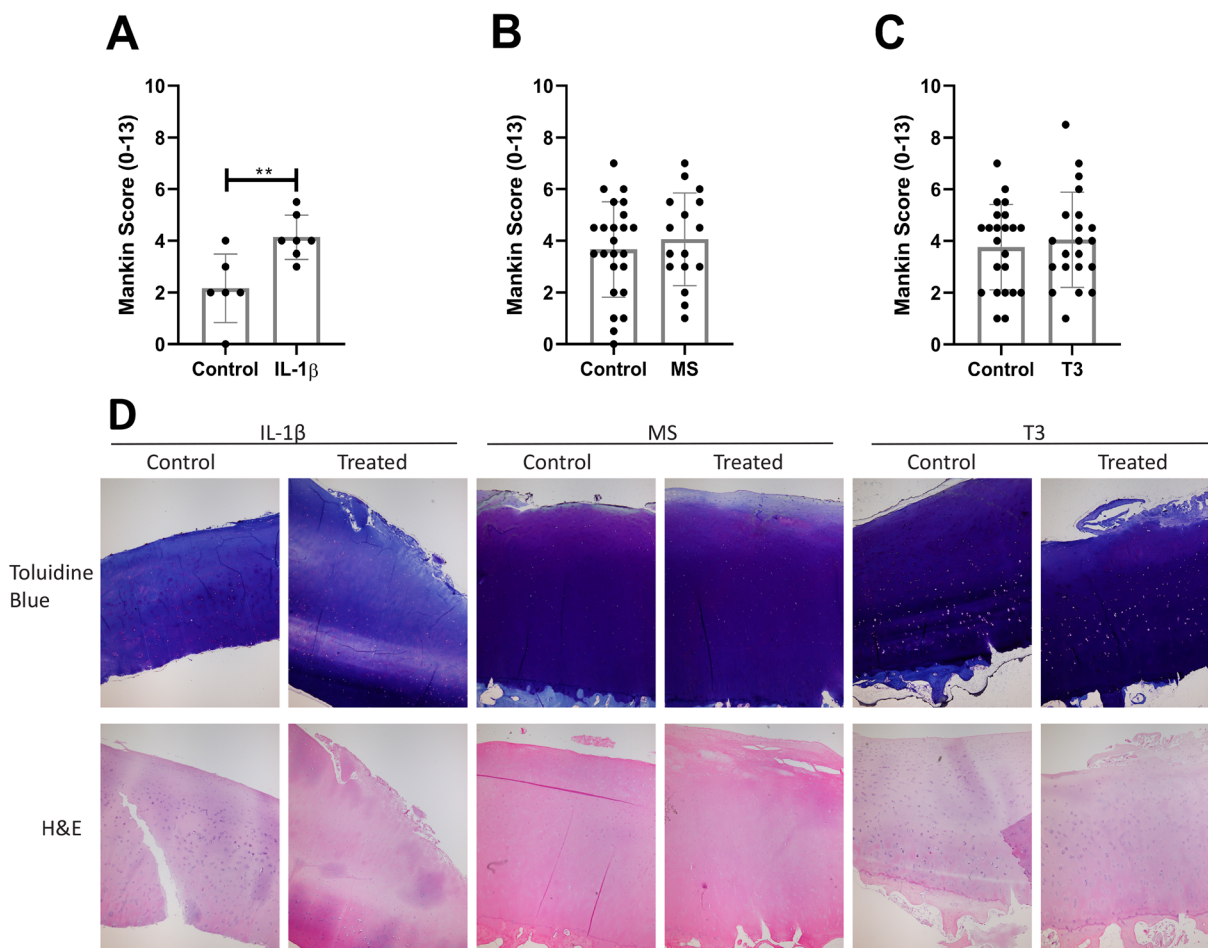 A
B
C
Mankin Score (0-13)
10
8
6
4
2
0
**
Control IL-1β
Mankin Score (0-13)
10
8
6
4
2
0
Control MS
Mankin Score (0-13)
10
8
6
4
2
0
Control T3
D
IL-1β MS T3
Control Treated Control Treated Control Treated
Toluidine
Blue
H&E